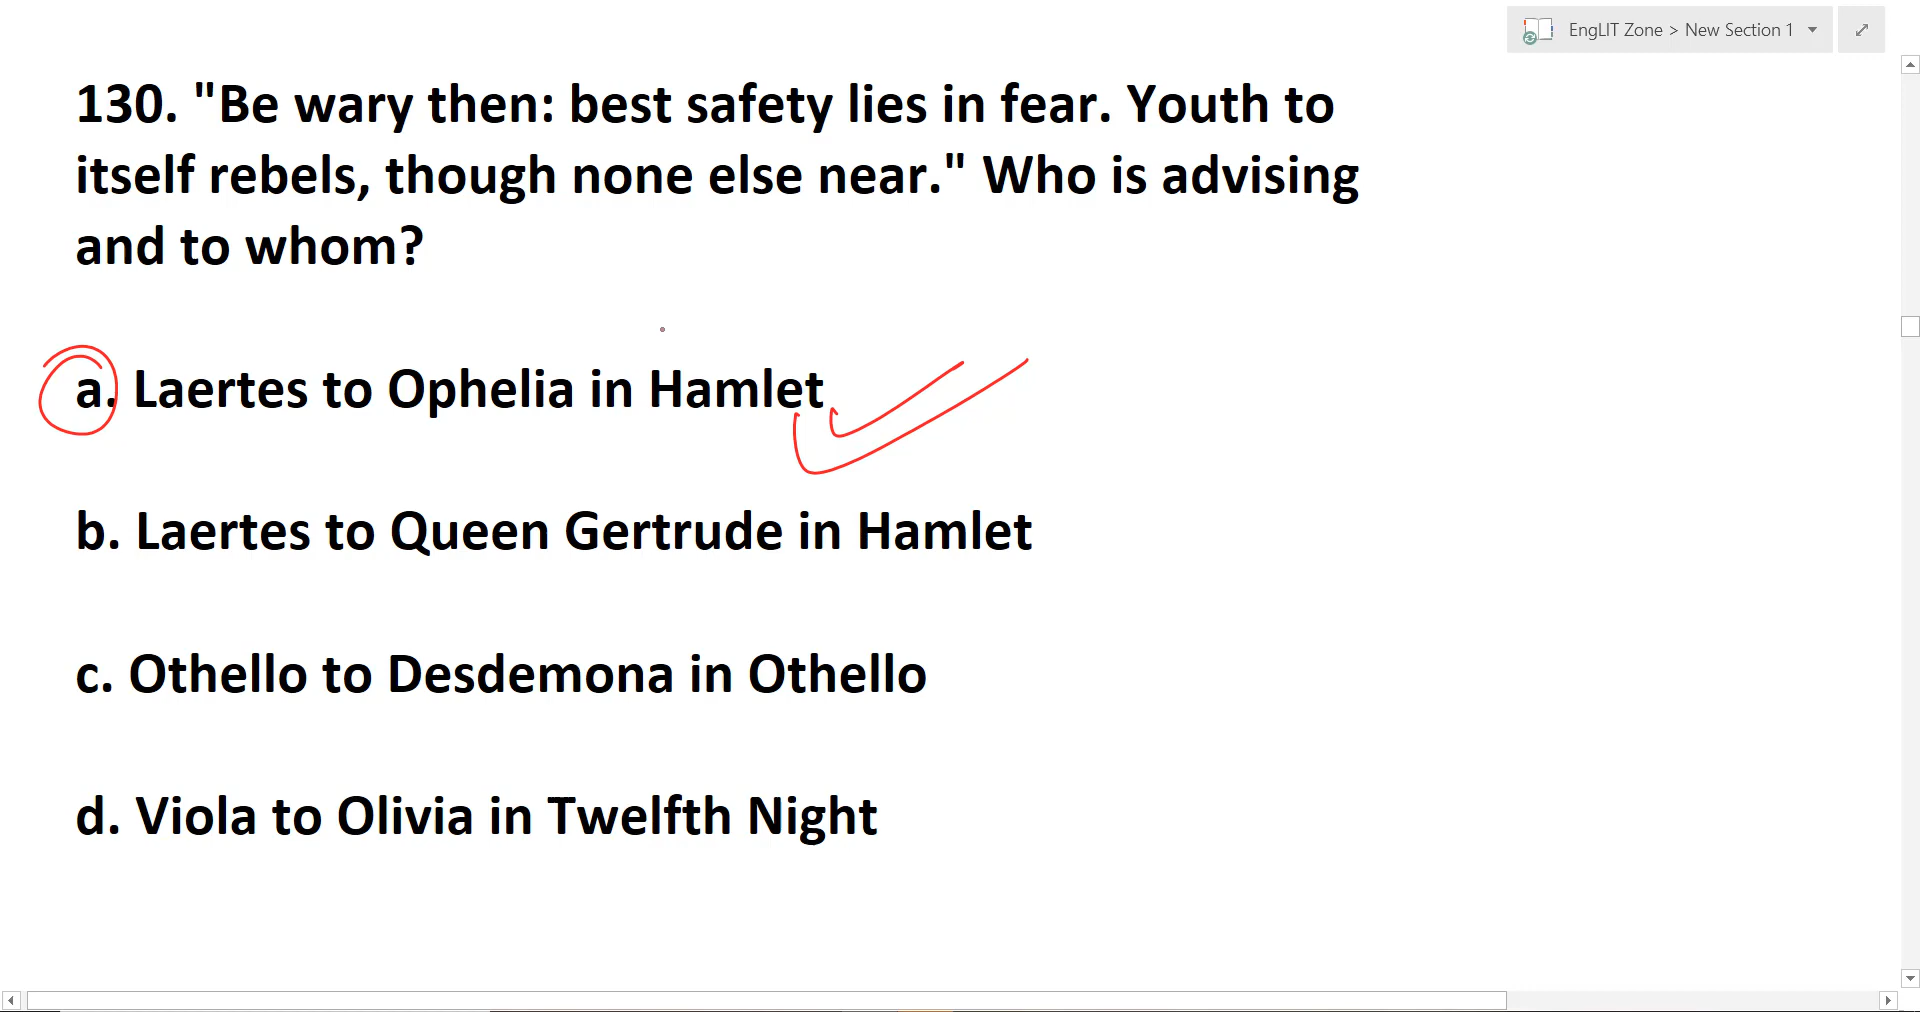 EngLIT Zone > New Section 1
130. "Be wary then: best safety lies in fear. Youth to
itself rebels, though none else near." Who is advising
and to whom?
a. Laertes to Ophelia in Hamlet
b. Laertes to Queen Gertrude in Hamlet
c. Othello to Desdemona in Othello
d. Viola to Olivia in Twelfth Night